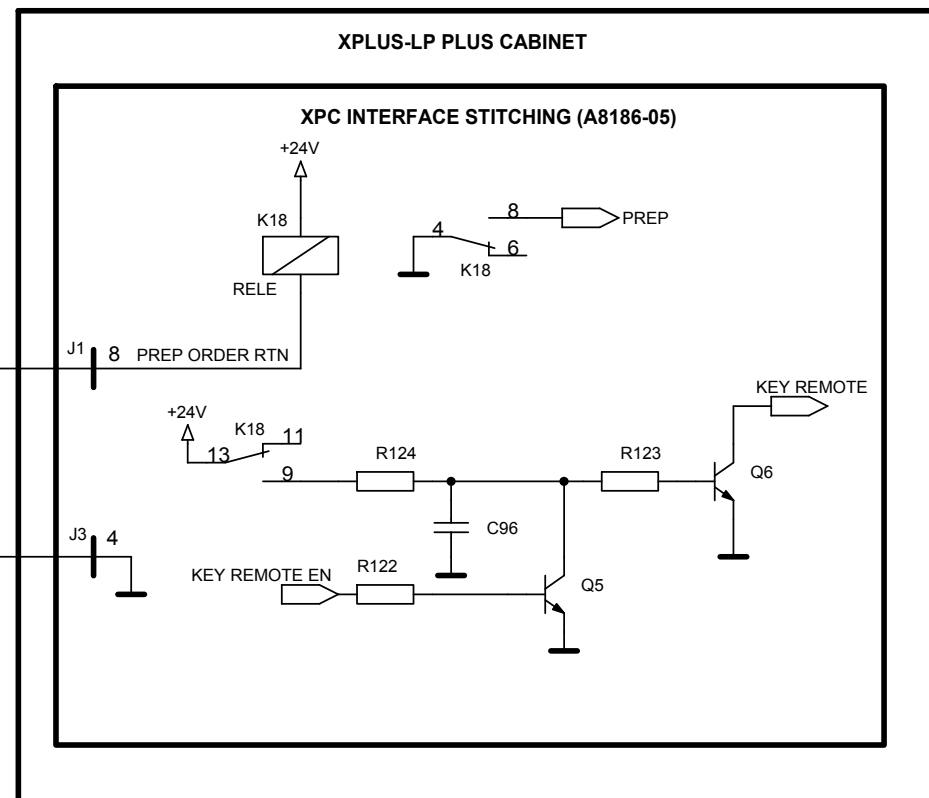 XPLUS-LP PLUS CABINET
XPC INTERFACE STITCHING (A8186-05)
+24V
K18
RELE
8
PREP
4
6
K18
J1
8
PREP ORDER RTN
+24V
K18
11
13
9
R124
R123
KEY REMOTE
Q6
C96
J3
4
KEY REMOTE EN
R122
Q5